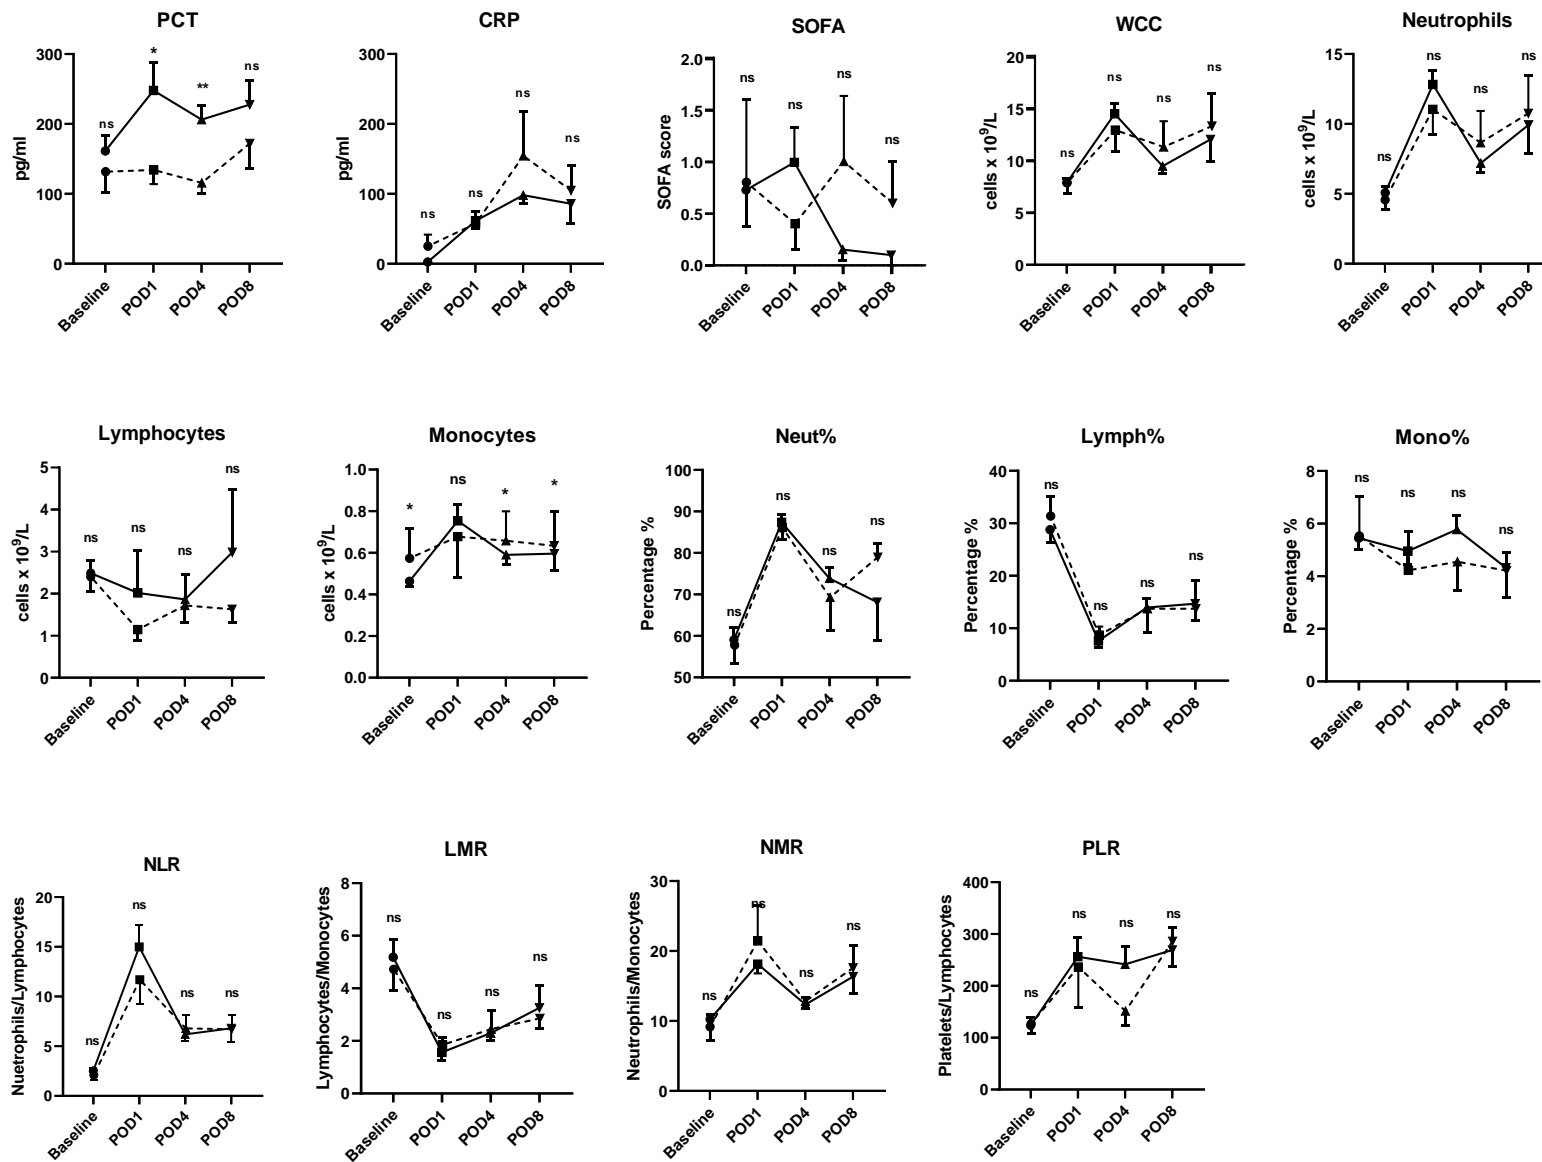 PCT
300
200
100
0
pg/ml
ns
*
**
ns
Baseline
POD1
POD4
POD8
CRP
300
200
100
0
pg/ml
ns
ns
ns
ns
Baseline
POD1
POD4
POD8
SOFA
2.0
1.5
1.0
0.5
0.0
SOFA score
ns
ns
ns
ns
Baseline
POD1
POD4
POD8
WCC
20
15
10
5
0
cells x 10⁹/L
ns
ns
ns
ns
Baseline
POD1
POD4
POD8
Neutrophils
15
10
5
0
cells x 10⁹/L
ns
ns
ns
ns
Baseline
POD1
POD4
POD8
Lymphocytes
5
4
3
2
1
0
cells x 10⁹/L
ns
ns
ns
ns
Baseline
POD1
POD4
POD8
Monocytes
1.0
0.8
0.6
0.4
0.2
0.0
cells x 10⁹/L
*
ns
*
*
Baseline
POD1
POD4
POD8
Neut%
100
90
80
70
60
50
Percentage %
ns
ns
ns
ns
Baseline
POD1
POD4
POD8
Lymph%
40
30
20
10
0
Percentage %
ns
ns
ns
ns
Baseline
POD1
POD4
POD8
Mono%
8
6
4
2
0
Percentage %
ns
ns
ns
ns
Baseline
POD1
POD4
POD8
NLR
20
15
10
5
0
Nuetrophils/Lymphocytes
ns
ns
ns
ns
Baseline
POD1
POD4
POD8
LMR
8
6
4
2
0
Lymphocytes/Monocytes
ns
ns
ns
ns
Baseline
POD1
POD4
POD8
NMR
30
20
10
0
Neutrophils/Monocytes
ns
ns
ns
ns
Baseline
POD1
POD4
POD8
PLR
400
300
200
100
0
Platelets/Lymphocytes
ns
ns
ns
ns
Baseline
POD1
POD4
POD8